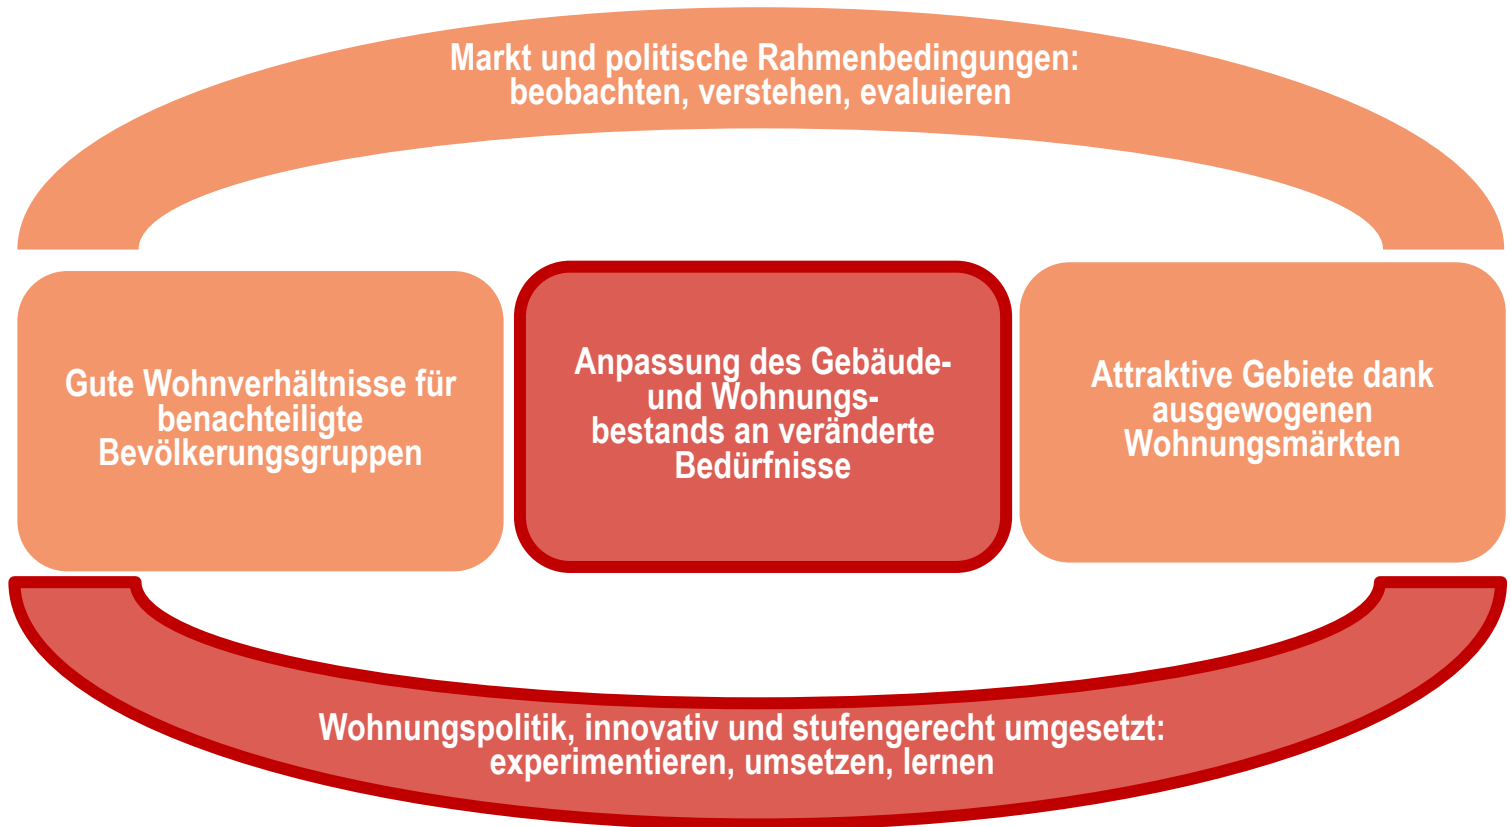 Markt und politische Rahmenbedingungen:
beobachten, verstehen, evaluieren
Gute Wohnverhältnisse für
benachteiligte
Bevölkerungsgruppen
Anpassung des Gebäude-
und Wohnungs-
bestands an veränderte
Bedürfnisse
Attraktive Gebiete dank
ausgewogenen
Wohnungsmärkten
Wohnungspolitik, innovativ und stufengerecht umgesetzt:
experimentieren, umsetzen, lernen